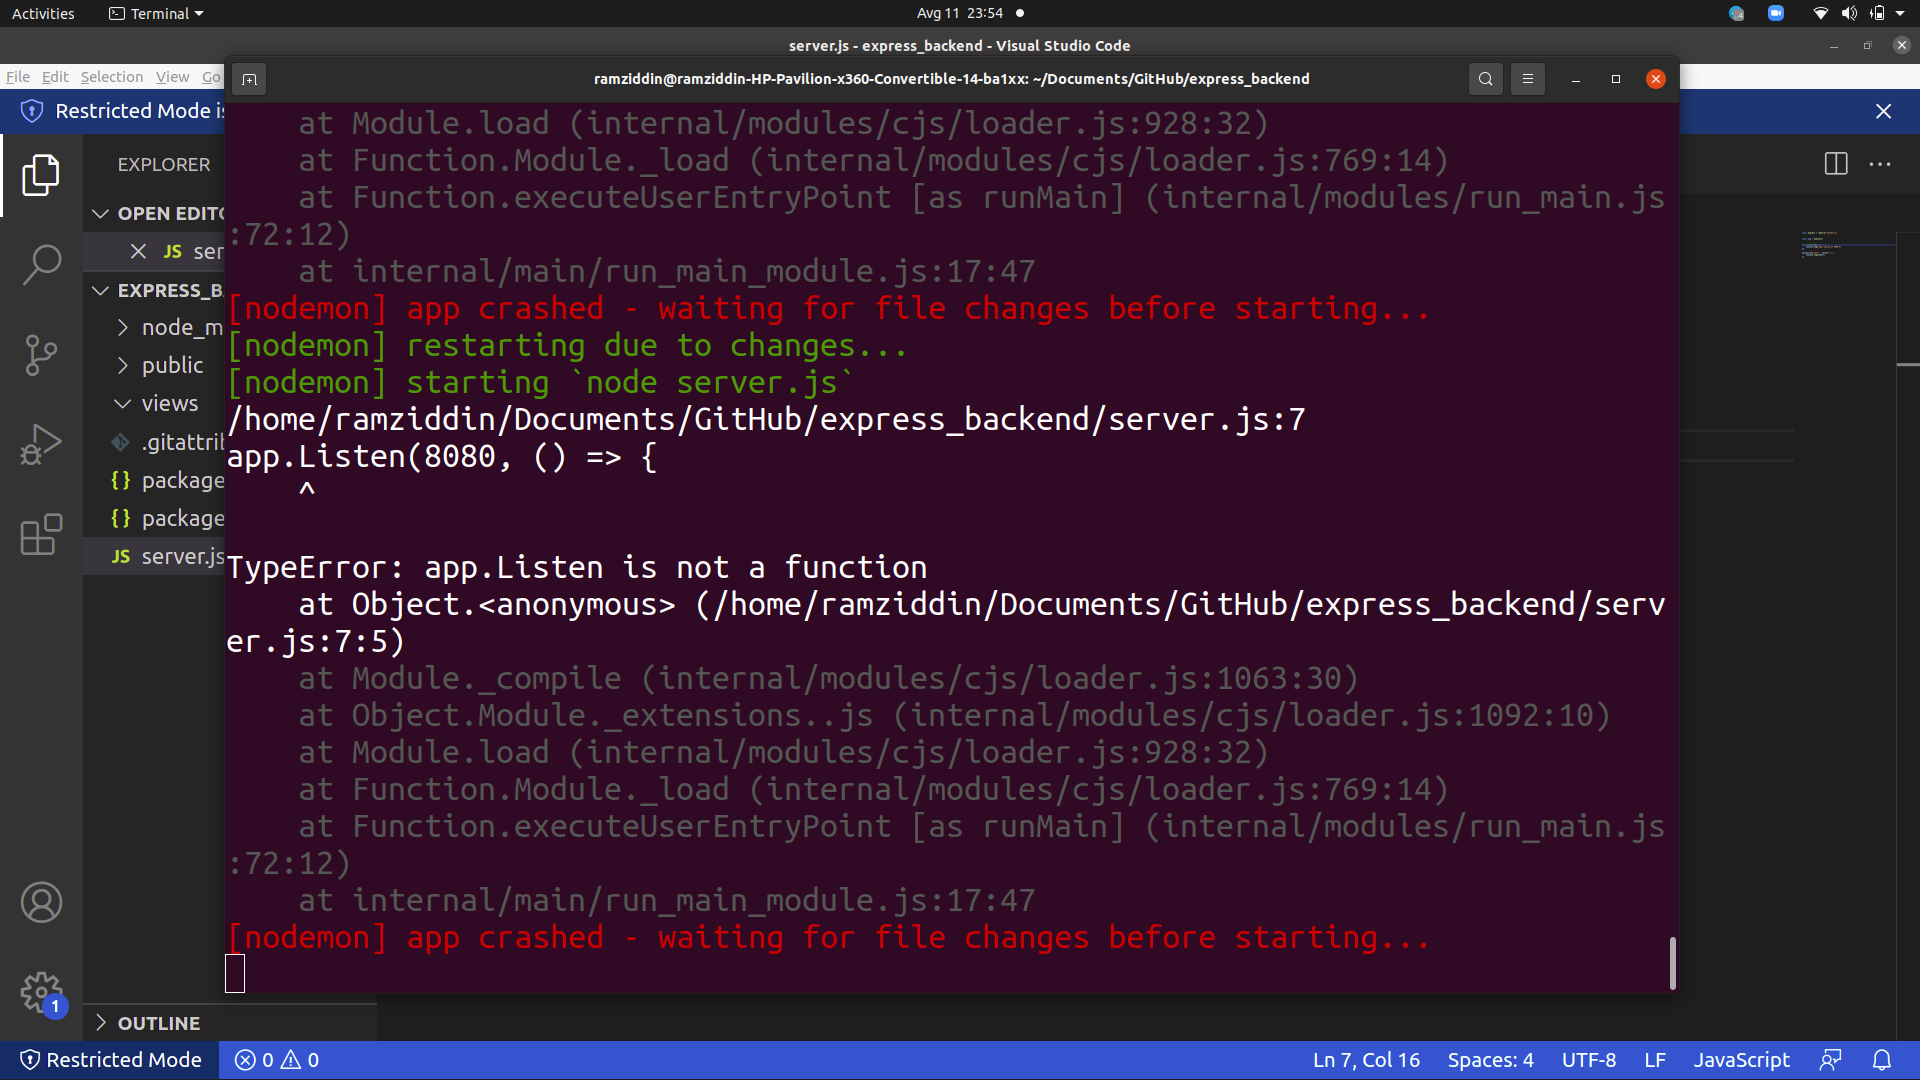 Activities
Terminal
Avg 11 23:54
server.js - express_backend - Visual Studio Code
File Edit Selection View Go
ramziddin@ramziddin-HP-Pavilion-x360-Convertible-14-ba1xx: ~/Documents/GitHub/express_backend
Restricted Mode is
EXPLORER
OPEN EDITO
JS ser
EXPRESS_B
node_m
public
views
.gitattrib
{} package
{} package
JS server.js
OUTLINE
    at Module.load (internal/modules/cjs/loader.js:928:32)
    at Function.Module._load (internal/modules/cjs/loader.js:769:14)
    at Function.executeUserEntryPoint [as runMain] (internal/modules/run_main.js
:72:12)
    at internal/main/run_main_module.js:17:47
[nodemon] app crashed - waiting for file changes before starting...
[nodemon] restarting due to changes...
[nodemon] starting `node server.js`
/home/ramziddin/Documents/GitHub/express_backend/server.js:7
app.Listen(8080, () => {
    ^
TypeError: app.Listen is not a function
    at Object.<anonymous> (/home/ramziddin/Documents/GitHub/express_backend/serv
er.js:7:5)
    at Module._compile (internal/modules/cjs/loader.js:1063:30)
    at Object.Module._extensions..js (internal/modules/cjs/loader.js:1092:10)
    at Module.load (internal/modules/cjs/loader.js:928:32)
    at Function.Module._load (internal/modules/cjs/loader.js:769:14)
    at Function.executeUserEntryPoint [as runMain] (internal/modules/run_main.js
:72:12)
    at internal/main/run_main_module.js:17:47
[nodemon] app crashed - waiting for file changes before starting...
1
Restricted Mode
0 0
Ln 7, Col 16 Spaces: 4 UTF-8 LF JavaScript